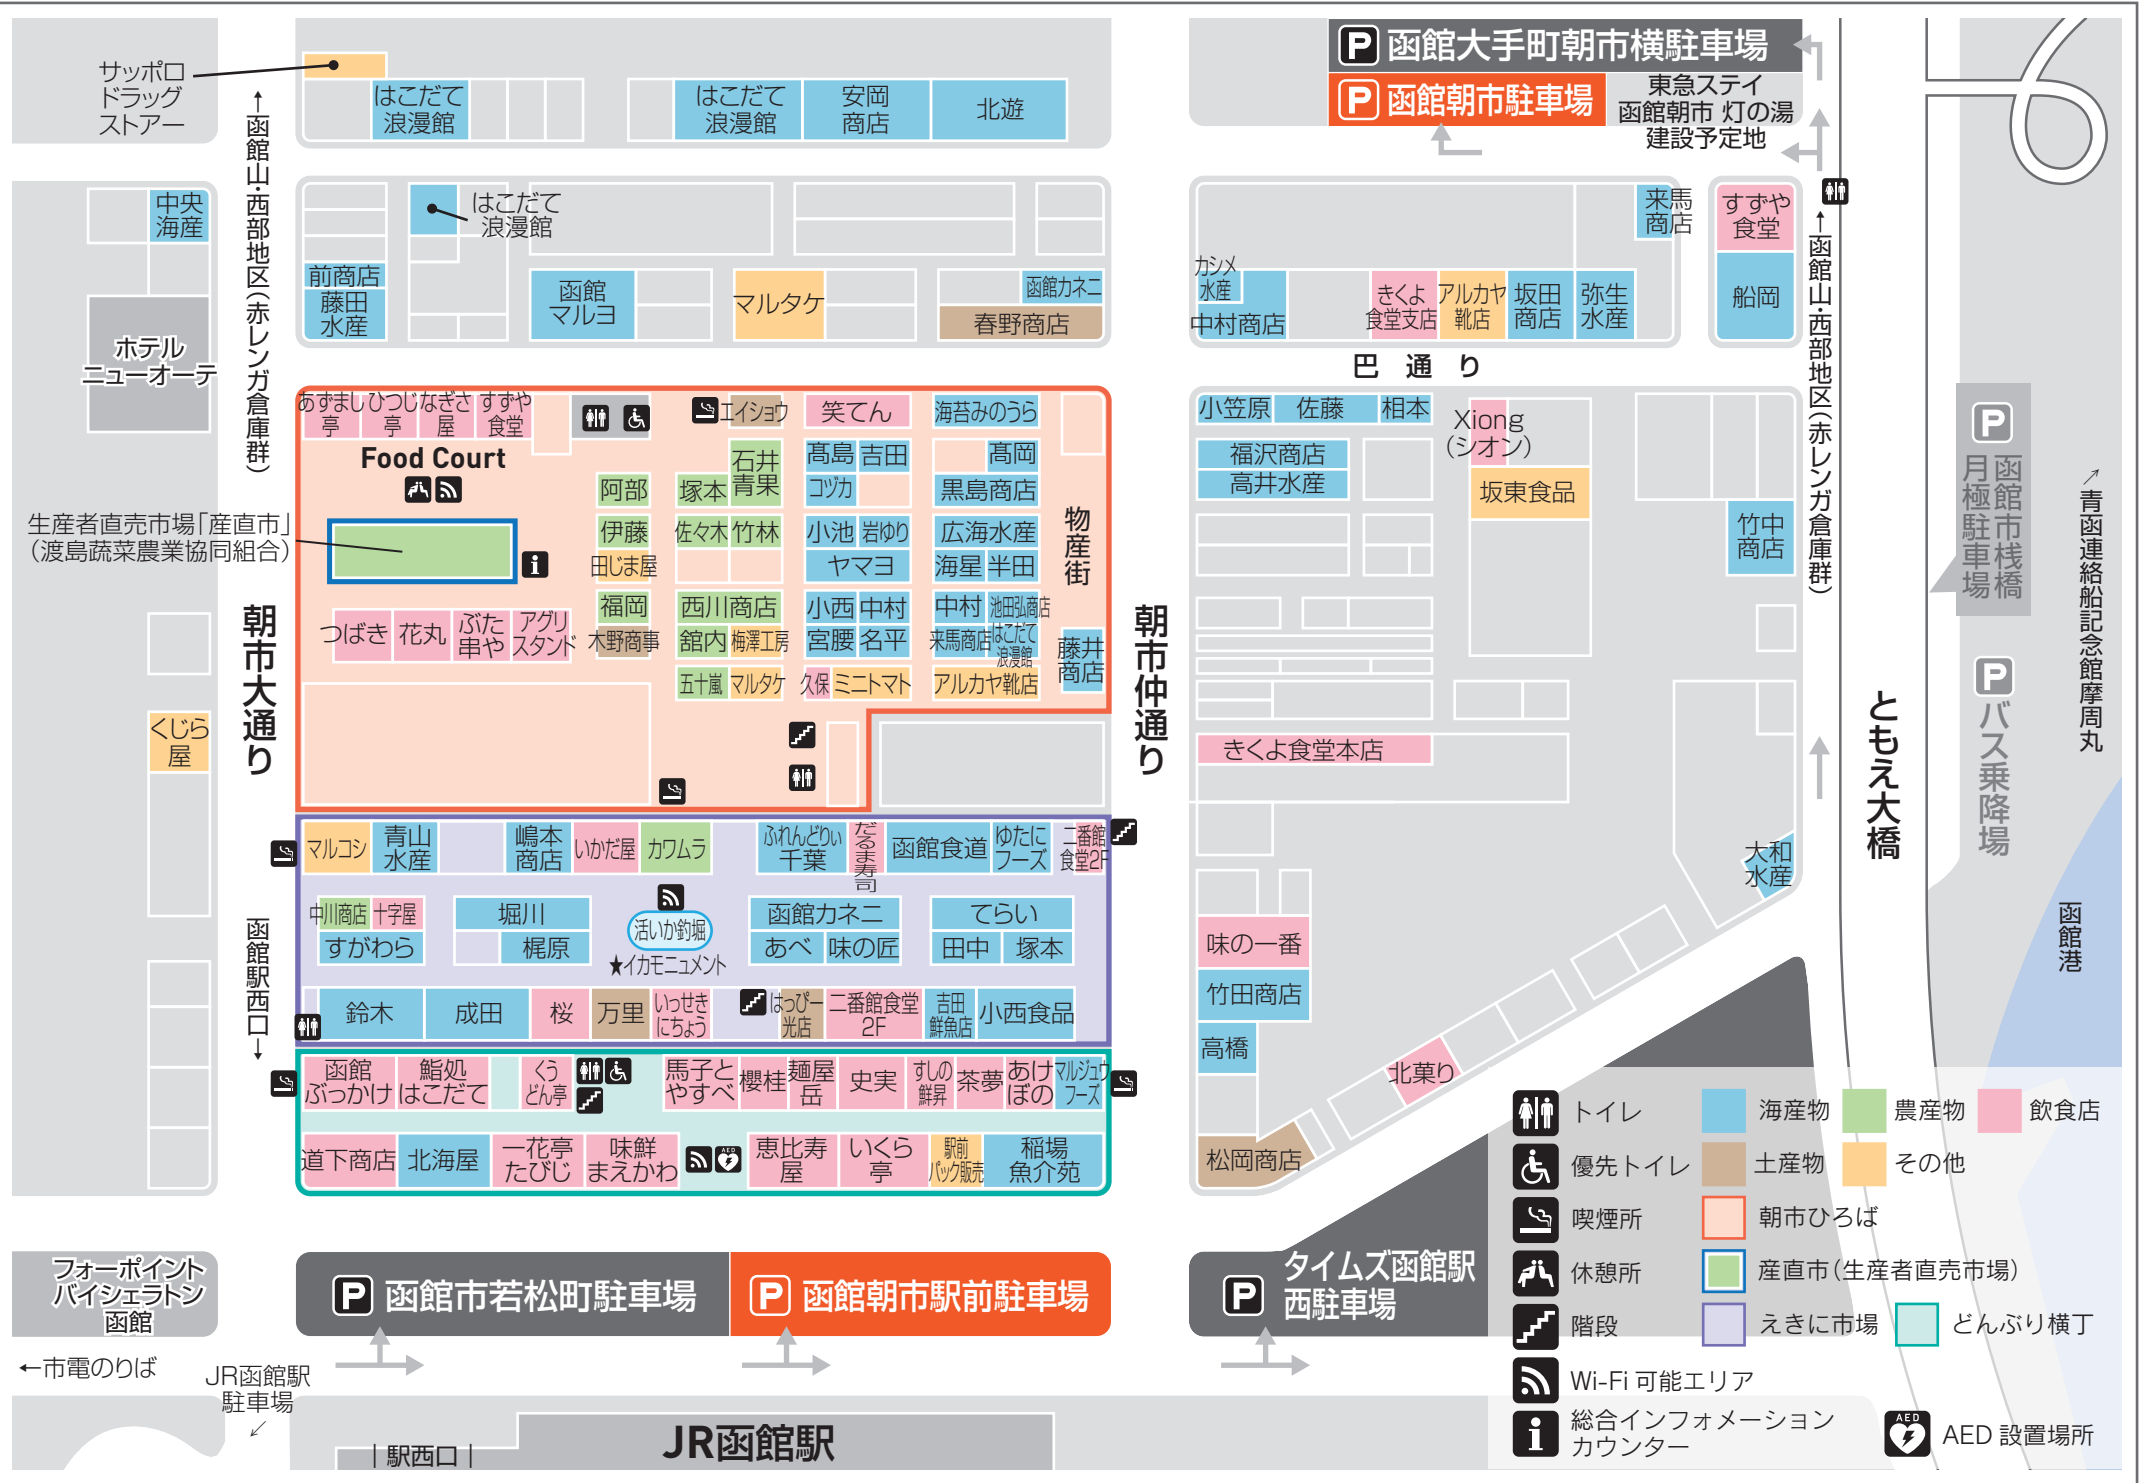 サッポロ
ドラッグ
ストアー
はこだて
浪漫館
はこだて
浪漫館
安岡
商店
北遊
P 函館大手町朝市横駐車場
P 函館朝市駐車場
東急ステイ
函館朝市 灯の湯
建設予定地
←函館山・西部地区(赤レンガ倉庫群)
中央
海産
はこだて
浪漫館
前商店
藤田
水産
函館
マルヨ
マルタケ
函館カネニ
春野商店
来馬
商店
すずや
食堂
カシメ
水産
中村商店
きくよ
食堂支店
アルカヤ
靴店
坂田
商店
弥生
水産
船岡
←函館山・西部地区(赤レンガ倉庫群)
ホテル
ニューオーテ
巴通り
あずまし
亭
ひつじ
亭
なぎさ
屋
すずや
食堂
エイショウ
笑てん
海苔みのうら
Food Court
石井
青果
髙島
吉田
髙岡
阿部
塚本
コヅカ
黒島商店
生産者直売市場「産直市」
(渡島蔬菜農業協同組合)
伊藤
佐々木
竹林
小池
岩ゆり
広海水産
田じま屋
ヤマヨ
海星
半田
物産街
福岡
西川商店
小西
中村
中村
池田弘商店
木野商事
舘内
梅澤工房
宮腰
名平
来馬商店
はこだて
浪漫館
藤井
商店
五十嵐
マルタケ
久保
ミニトマト
アルカヤ靴店
つばき
花丸
ぶた
串や
アグリ
スタンド
朝市大通り
朝市仲通り
くじら
屋
小笠原
佐藤
相本
Xiong
(シオン)
福沢商店
高井水産
坂東食品
竹中
商店
きくよ食堂本店
大和
水産
ともえ大橋
P
函館市桟橋
月極駐車場
P
バス乗降場
↗青函連絡船記念館摩周丸
函館港
マルコシ
青山
水産
嶋本
商店
いかだ屋
カワムラ
ふれんどりぃ
千葉
だるま寿司
函館食道
ゆたに
フーズ
二番館
食堂2F
中川商店
十字屋
堀川
函館カネニ
てらい
すがわら
梶原
活いか釣堀
あべ
味の匠
田中
塚本
★イカモニュメント
鈴木
成田
桜
万里
いっせき
にちょう
はっぴー
光店
二番館食堂
2F
吉田
鮮魚店
小西食品
函館駅西口→
函館
ぶっかけ
鮨処
はこだて
くう
どん亭
馬子と
やすべ
櫻桂
麺屋
岳
史実
すしの
鮮昇
茶夢
あけ
ぼの
マルジュウ
フーズ
道下商店
北海屋
一花亭
たびじ
味鮮
まえかわ
AED
恵比寿
屋
いくら
亭
駅前
パック販売
稲場
魚介苑
味の一番
竹田商店
高橋
北菓り
松岡商店
フォーポイント
バイシェラトン
函館
P 函館市若松町駐車場
P 函館朝市駅前駐車場
P
タイムズ函館駅
西駐車場
←市電のりば
JR函館駅
駐車場
↙
JR函館駅
|駅西口|
トイレ
優先トイレ
喫煙所
休憩所
階段
Wi-Fi 可能エリア
総合インフォメーション
カウンター
海産物
農産物
飲食店
土産物
その他
朝市ひろば
産直市(生産者直売市場)
えきに市場
どんぶり横丁
AED
AED 設置場所